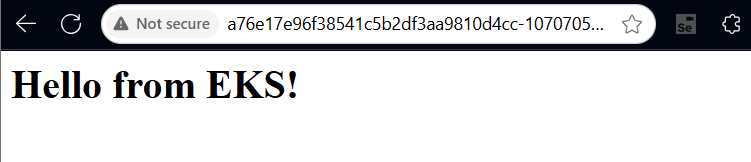 Not secure a76e17e96f38541c5b2df3aa9810d4cc-1070705... Se
Hello from EKS!